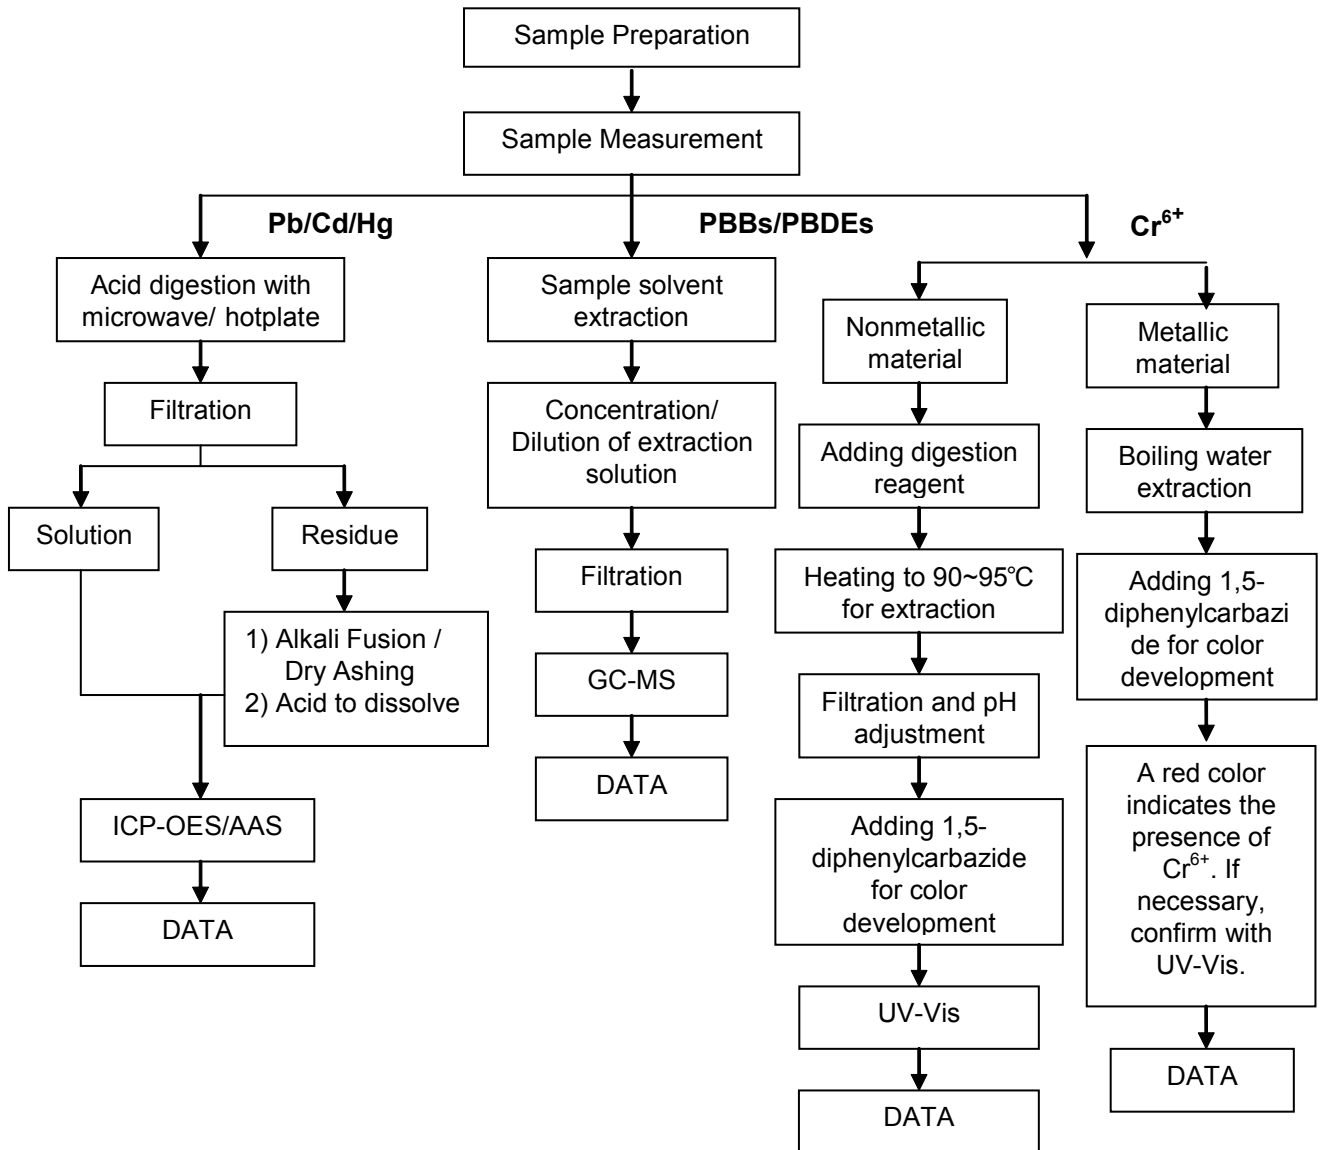 Sample Preparation
Sample Measurement
Pb/Cd/Hg
PBBs/PBDEs
Cr⁶⁺
Acid digestion with
microwave/ hotplate
Filtration
Solution
Residue
1) Alkali Fusion /
Dry Ashing
2) Acid to dissolve
ICP-OES/AAS
DATA
Sample solvent
extraction
Concentration/
Dilution of extraction
solution
Filtration
GC-MS
DATA
Nonmetallic
material
Adding digestion
reagent
Heating to 90~95℃
for extraction
Filtration and pH
adjustment
Adding 1,5-
diphenylcarbazide
for color
development
UV-Vis
DATA
Metallic
material
Boiling water
extraction
Adding 1,5-
diphenylcarbazi
de for color
development
A red color
indicates the
presence of
Cr⁶⁺. If
necessary,
confirm with
UV-Vis.
DATA